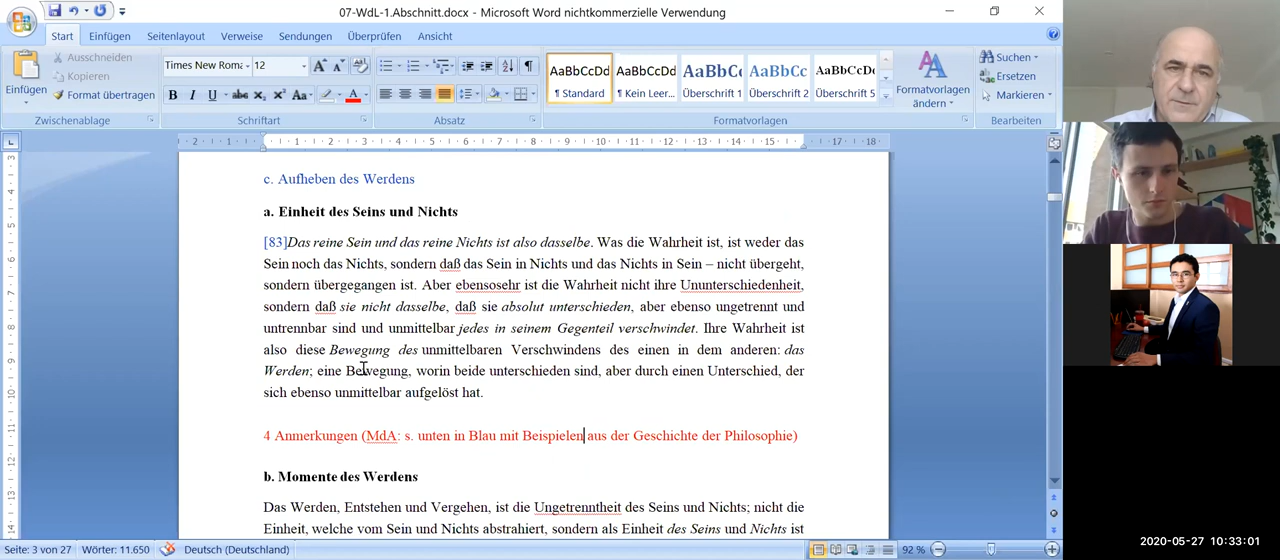 07-WdL-1.Abschnitt.docx - Microsoft Word nichtkommerzielle Verwendung
Start Einfügen Seitenlayout Verweise Sendungen Überprüfen Ansicht
Einfügen
Ausschneiden
Kopieren
Format übertragen
Zwischenablage
Times New Roma 12
Schriftart
Absatz
AaBbCcDd AaBbCcDd AaBbCc AaBbCc AaBbCcDd
¶ Standard ¶ Kein Leer... Überschrift 1 Überschrift 2 Überschrift 5
Formatvorlagen ändern
Formatvorlagen
Suchen
Ersetzen
Markieren
Bearbeiten
c. Aufheben des Werdens
a. Einheit des Seins und Nichts
[83]Das reine Sein und das reine Nichts ist also dasselbe. Was die Wahrheit ist, ist weder das
Sein noch das Nichts, sondern daß das Sein in Nichts und das Nichts in Sein – nicht übergeht,
sondern übergegangen ist. Aber ebensosehr ist die Wahrheit nicht ihre Ununterschiedenheit,
sondern daß sie nicht dasselbe, daß sie absolut unterschieden, aber ebenso ungetrennt und
untrennbar sind und unmittelbar jedes in seinem Gegenteil verschwindet. Ihre Wahrheit ist
also diese Bewegung des unmittelbaren Verschwindens des einen in dem anderen: das
Werden; eine Bewegung, worin beide unterschieden sind, aber durch einen Unterschied, der
sich ebenso unmittelbar aufgelöst hat.
4 Anmerkungen (MdA: s. unten in Blau mit Beispielen aus der Geschichte der Philosophie)
b. Momente des Werdens
Das Werden, Entstehen und Vergehen, ist die Ungetrenntheit des Seins und Nichts; nicht die
Einheit, welche vom Sein und Nichts abstrahiert, sondern als Einheit des Seins und Nichts ist
Seite: 3 von 27 Wörter: 11.650 Deutsch (Deutschland) 92 %
2020-05-27 10:33:01